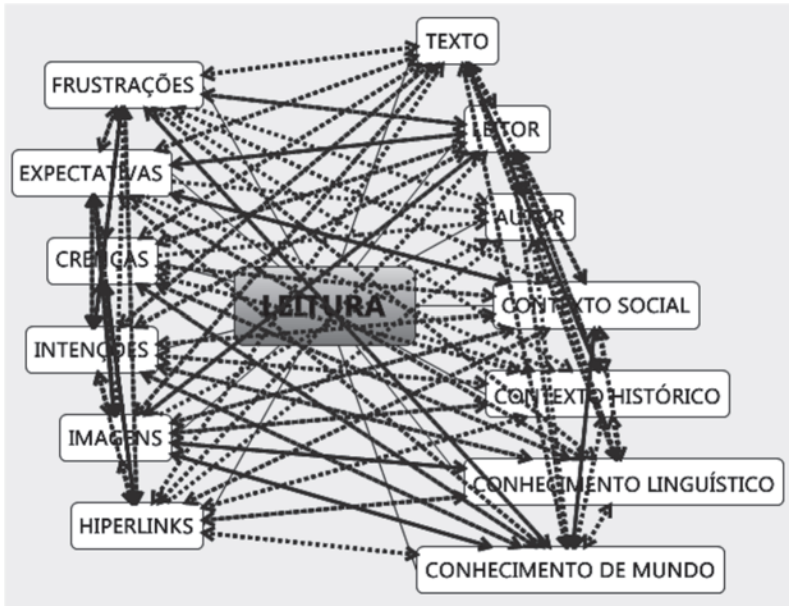 TEXTO
FRUSTRAÇÕES
LEITOR
EXPECTATIVAS
AUTOR
CRENÇAS
LEITURA
CONTEXTO SOCIAL
INTENÇÕES
CONTEXTO HISTÓRICO
IMAGENS
CONHECIMENTO LINGUÍSTICO
HIPERLINKS
CONHECIMENTO DE MUNDO